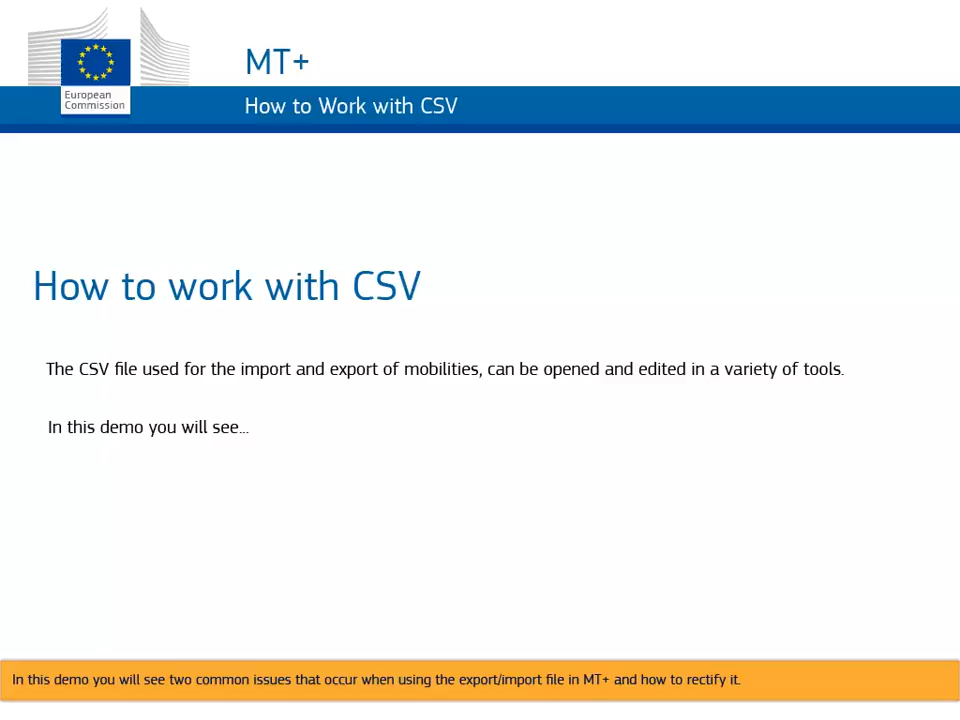 MT+
European
Commission
How to Work with CSV
How to work with CSV
The CSV file used for the import and export of mobilities, can be opened and edited in a variety of tools.
In this demo you will see...
In this demo you will see two common issues that occur when using the export/import file in MT+ and how to rectify it.